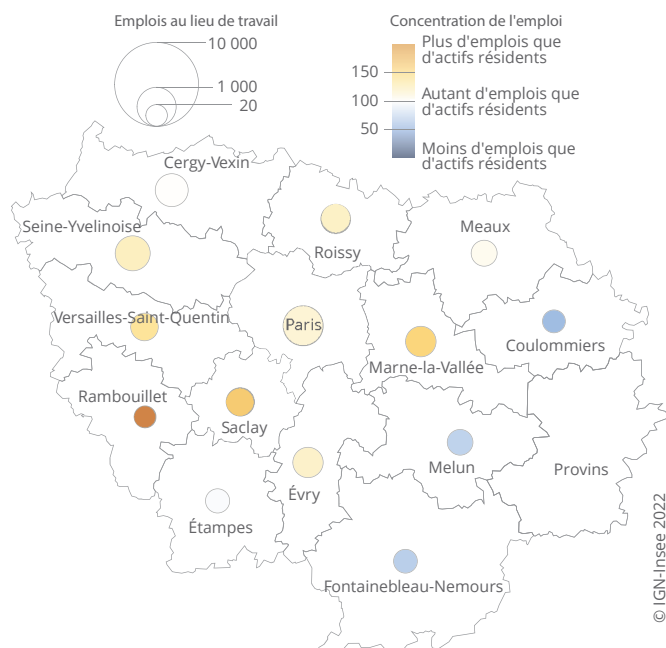 Emplois au lieu de travail
10 000
1 000
20
Concentration de l'emploi
Plus d'emplois que
d'actifs résidents
150
100
Autant d'emplois que
d'actifs résidents
50
Moins d'emplois que
d'actifs résidents
Cergy-Vexin
Seine-Yvelinoise
Roissy
Meaux
Versailles-Saint-Quentin
Paris
Marne-la-Vallée
Coulommiers
Rambouillet
Saclay
Melun
Provins
Évry
Étampes
Fontainebleau-Nemours
© IGN-Insee 2022